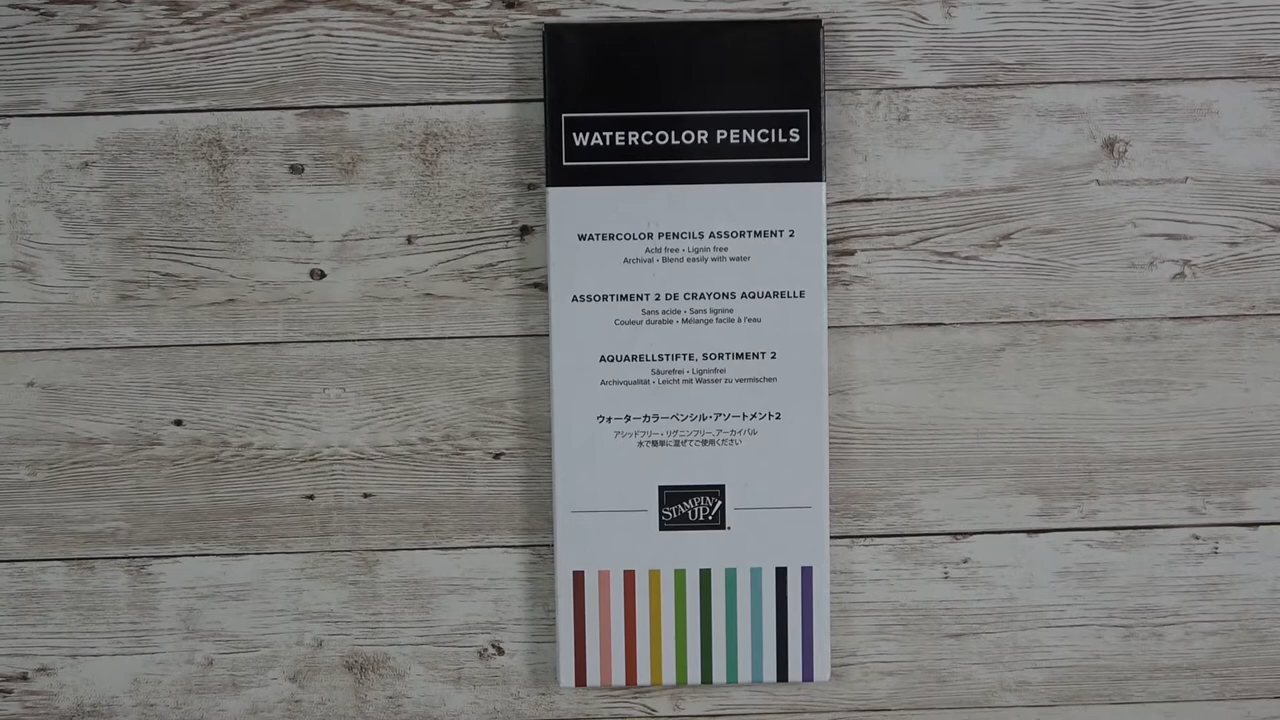 WATERCOLOR PENCILS
WATERCOLOR PENCILS ASSORTMENT 2
Acid free • Lignin free
Archival • Blend easily with water
ASSORTIMENT 2 DE CRAYONS AQUARELLE
Sans acide • Sans lignine
Couleur durable • Mélange facile à l'eau
AQUARELLSTIFTE, SORTIMENT 2
Säurefrei • Ligninfrei
Archivqualität • Leicht mit Wasser zu vermischen
ウォーターカラーペンシル・アソートメント2
アシッドフリー・リグニンフリー、アーカイバル
水で簡単に混ぜてご使用ください
STAMPIN'
UP!